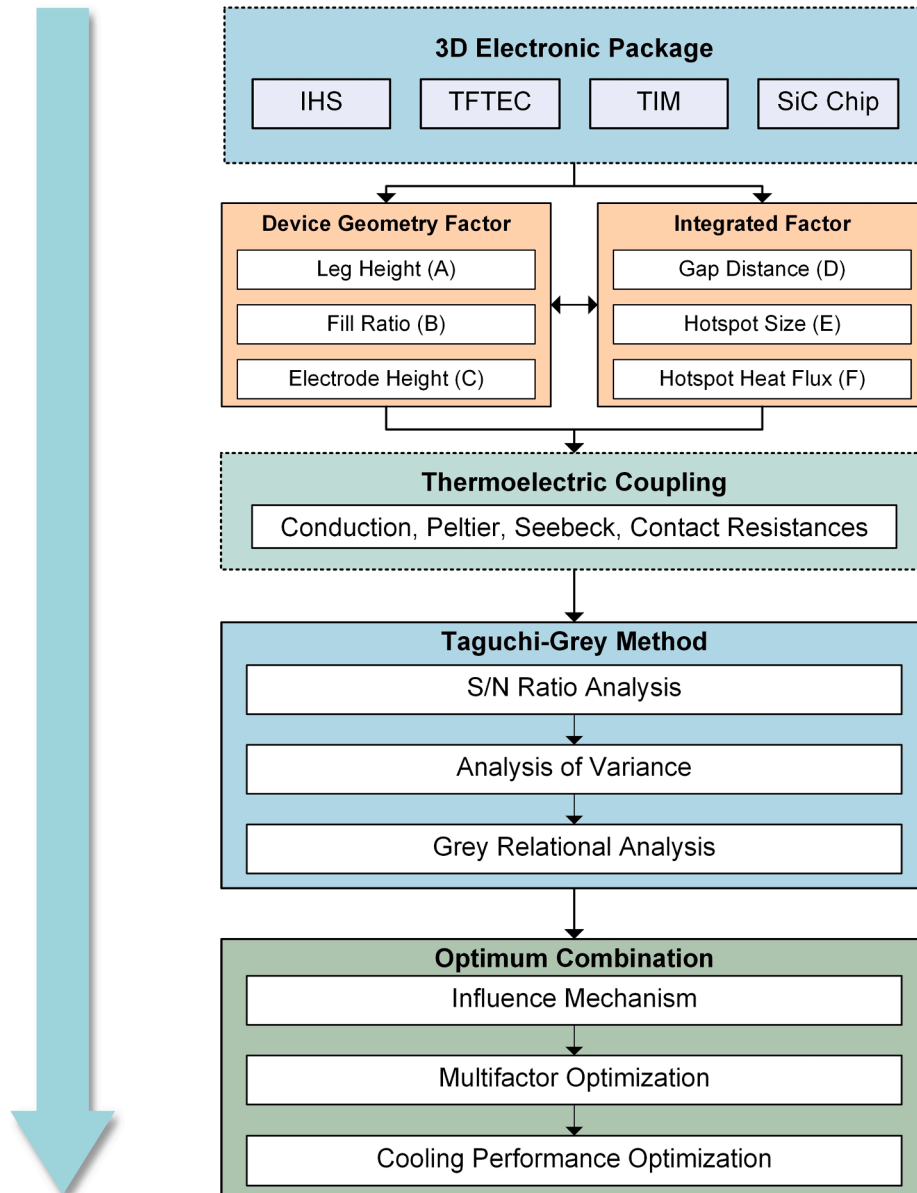 3D Electronic Package
IHS
TFTEC
TIM
SiC Chip
Device Geometry Factor
Leg Height (A)
Fill Ratio (B)
Electrode Height (C)
Integrated Factor
Gap Distance (D)
Hotspot Size (E)
Hotspot Heat Flux (F)
Thermoelectric Coupling
Conduction, Peltier, Seebeck, Contact Resistances
Taguchi-Grey Method
S/N Ratio Analysis
Analysis of Variance
Grey Relational Analysis
Optimum Combination
Influence Mechanism
Multifactor Optimization
Cooling Performance Optimization